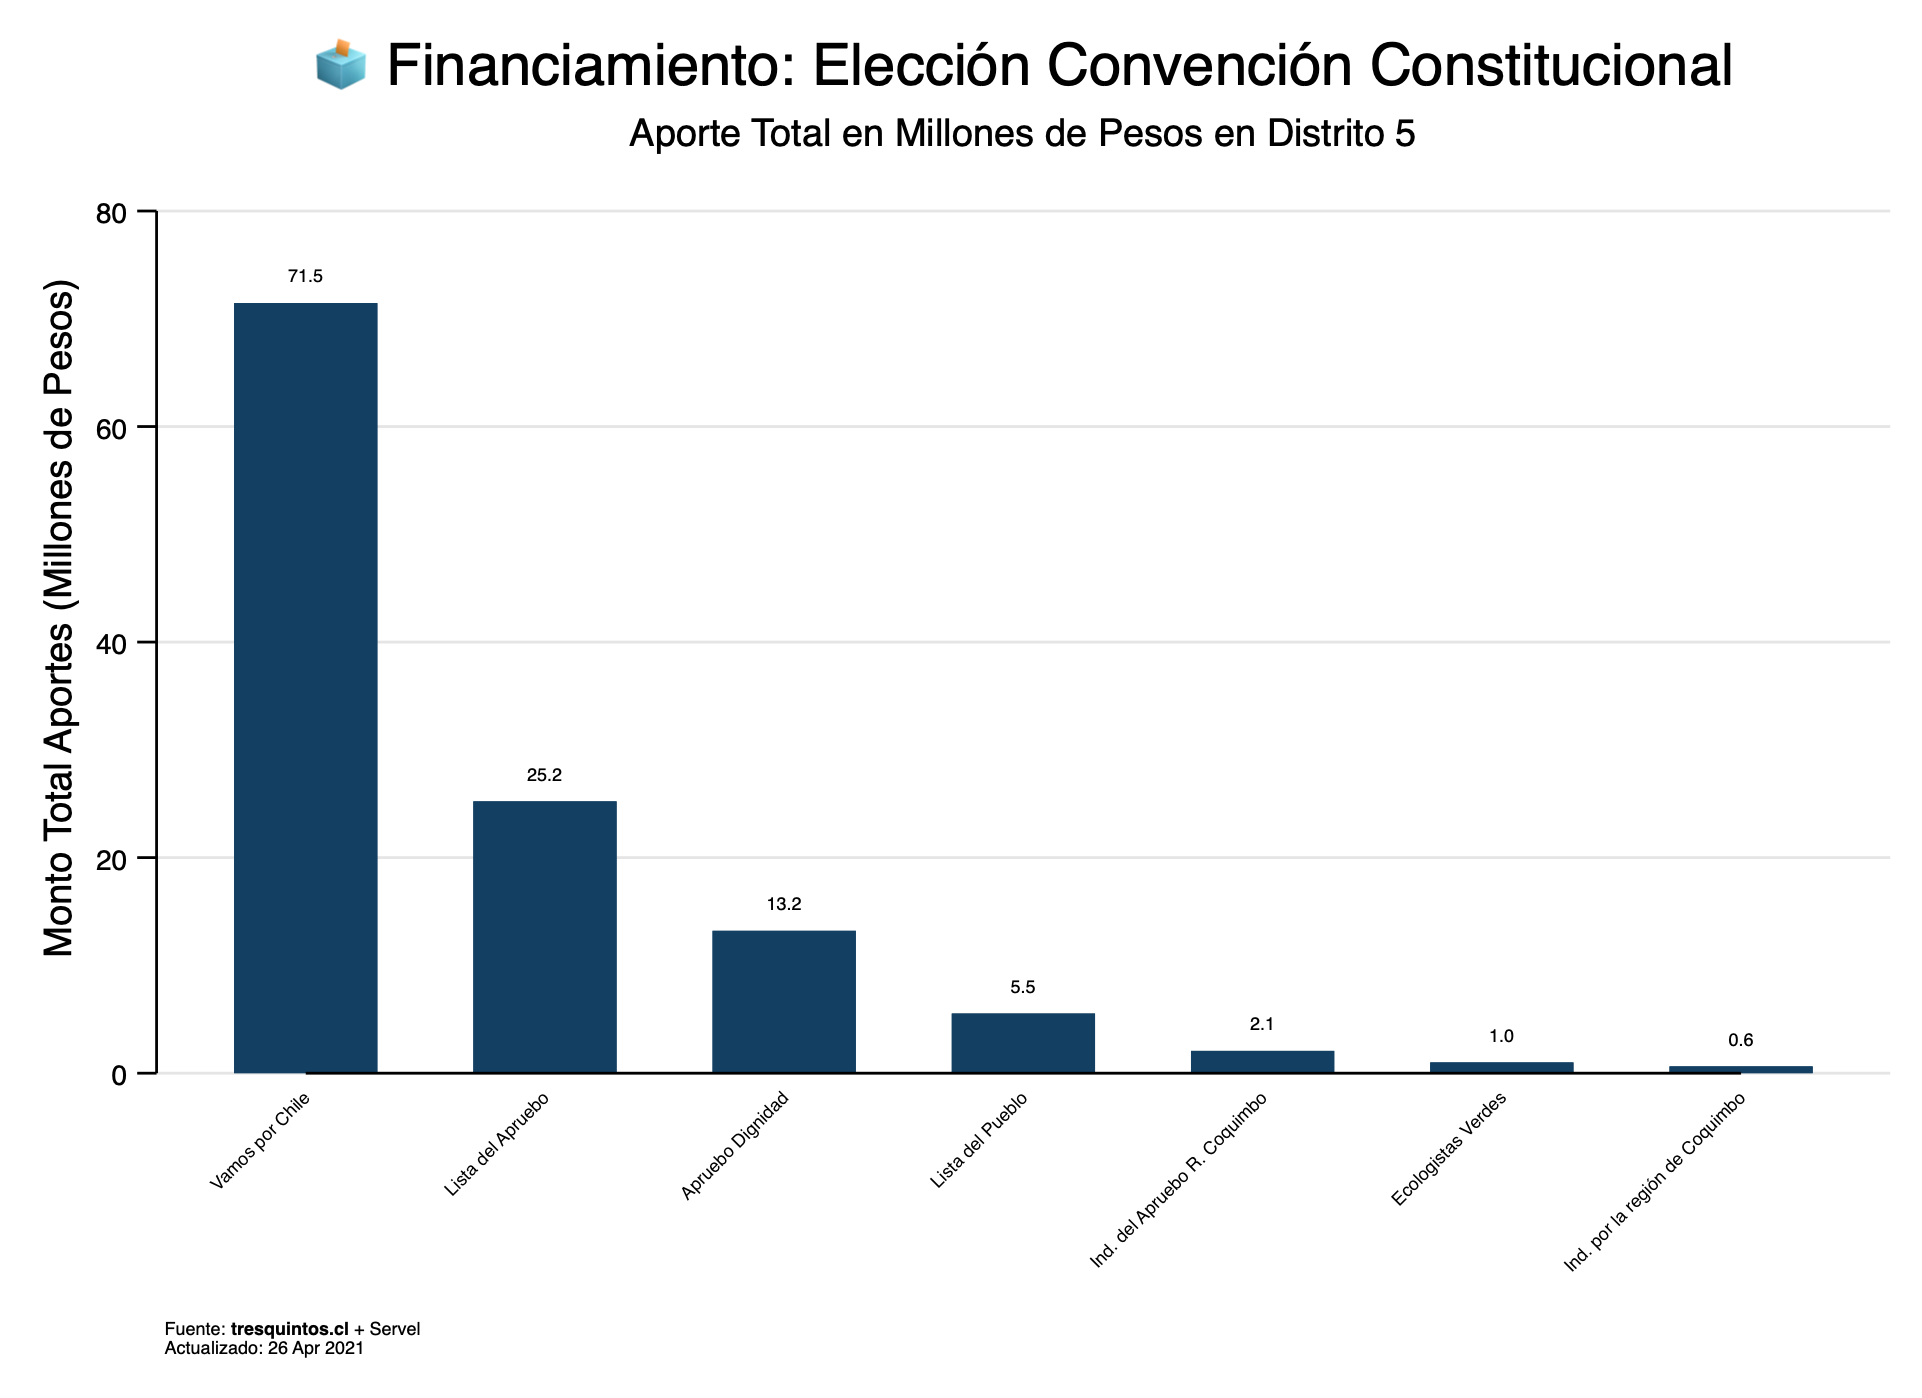 Financiamiento: Elección Convención Constitucional
Aporte Total en Millones de Pesos en Distrito 5
Monto Total Aportes (Millones de Pesos)
80
60
40
20
0
71.5
25.2
13.2
5.5
2.1
1.0
0.6
Vamos por Chile
Lista del Apruebo
Apruebo Dignidad
Lista del Pueblo
Ind. del Apruebo R. Coquimbo
Ecologistas Verdes
Ind. por la región de Coquimbo
Fuente: tresquintos.cl + Servel
Actualizado: 26 Apr 2021